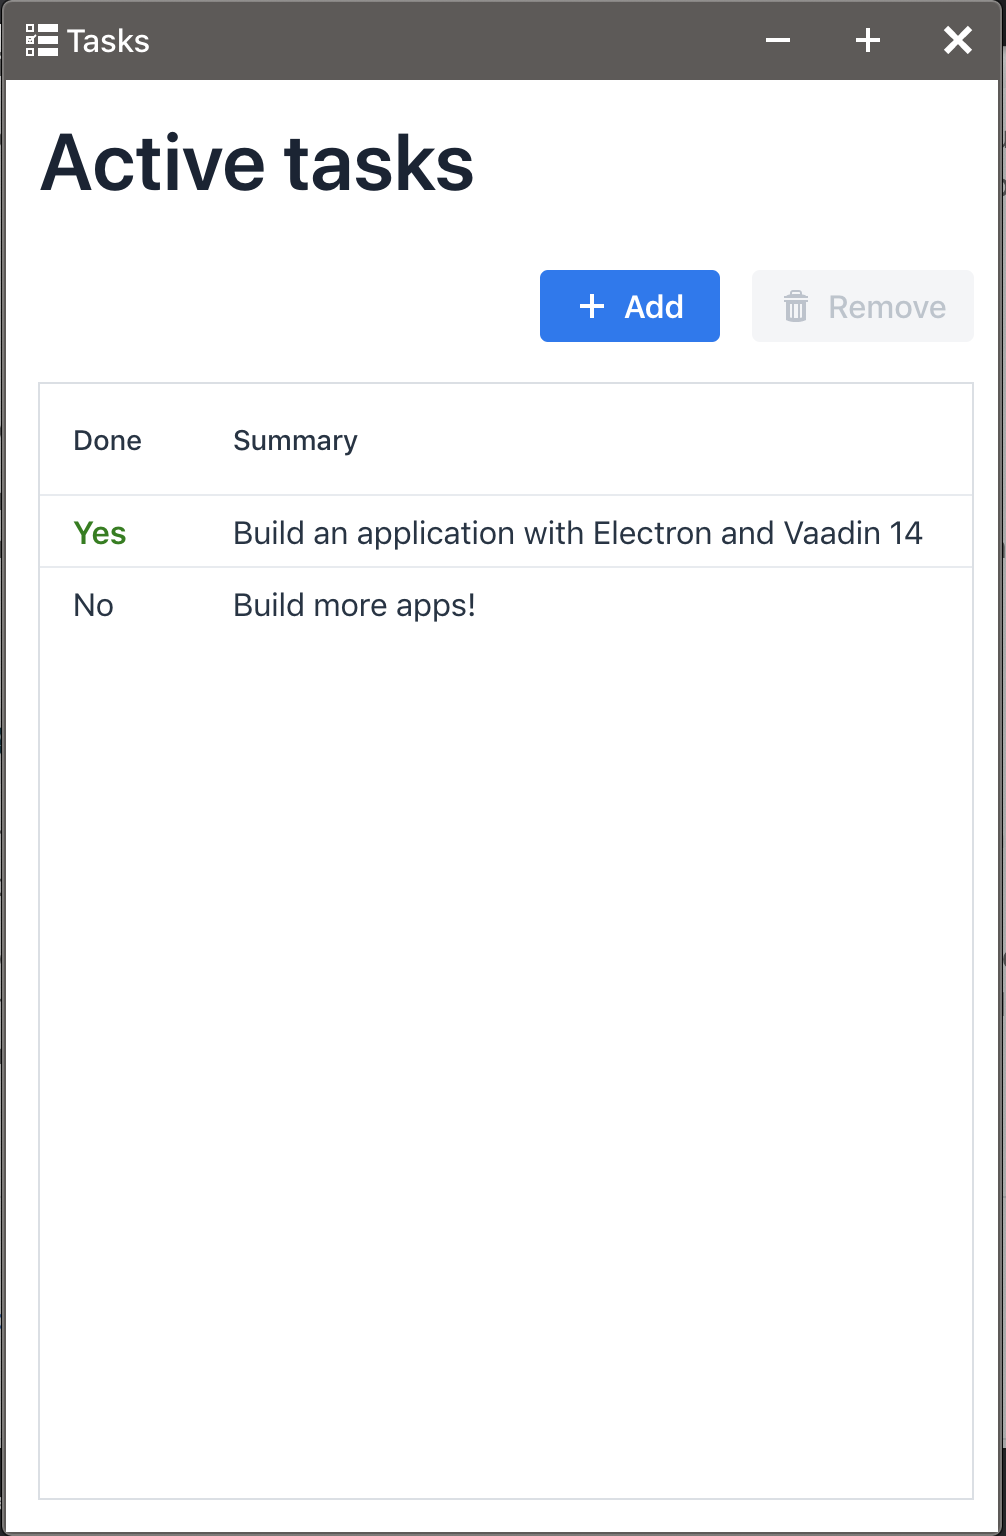 Tasks
Active tasks
Add Remove
Done Summary
Yes Build an application with Electron and Vaadin 14
No Build more apps!